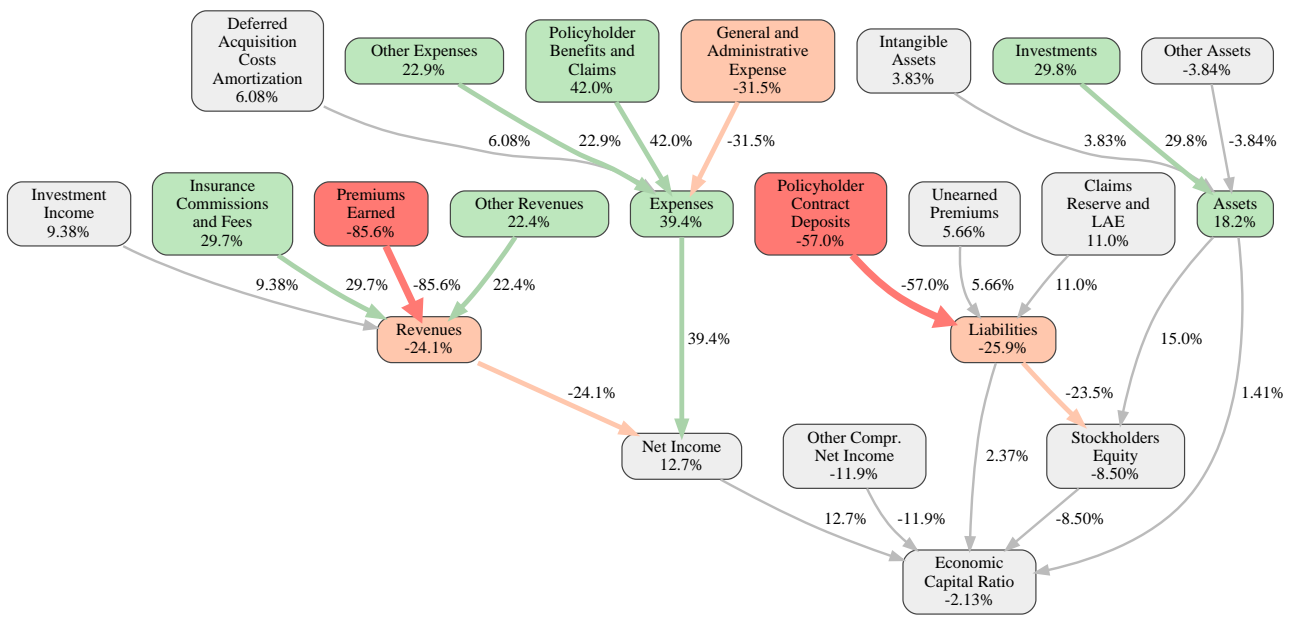 Deferred
Acquisition
Costs
Amortization
6.08%
Other Expenses
22.9%
Policyholder
Benefits and
Claims
42.0%
General and
Administrative
Expense
-31.5%
Intangible
Assets
3.83%
Investments
29.8%
Other Assets
-3.84%
6.08%
22.9%
42.0%
-31.5%
3.83%
29.8%
-3.84%
Investment
Income
9.38%
Insurance
Commissions
and Fees
29.7%
Premiums
Earned
-85.6%
Other Revenues
22.4%
Expenses
39.4%
Policyholder
Contract
Deposits
-57.0%
Unearned
Premiums
5.66%
Claims
Reserve and
LAE
11.0%
Assets
18.2%
9.38%
29.7%
-85.6%
22.4%
-57.0%
5.66%
11.0%
Revenues
-24.1%
39.4%
Liabilities
-25.9%
15.0%
-24.1%
-23.5%
1.41%
Net Income
12.7%
Other Compr.
Net Income
-11.9%
2.37%
Stockholders
Equity
-8.50%
12.7%
-11.9%
-8.50%
Economic
Capital Ratio
-2.13%